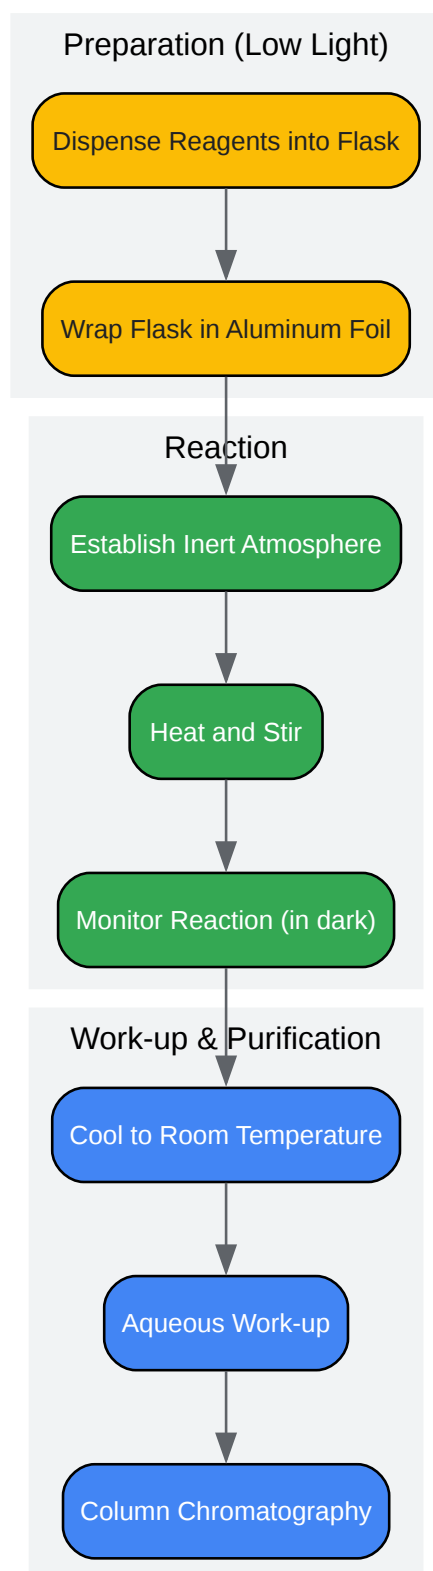 Preparation (Low Light)
Dispense Reagents into Flask
Wrap Flask in Aluminum Foil
Reaction
Establish Inert Atmosphere
Heat and Stir
Monitor Reaction (in dark)
Work-up & Purification
Cool to Room Temperature
Aqueous Work-up
Column Chromatography